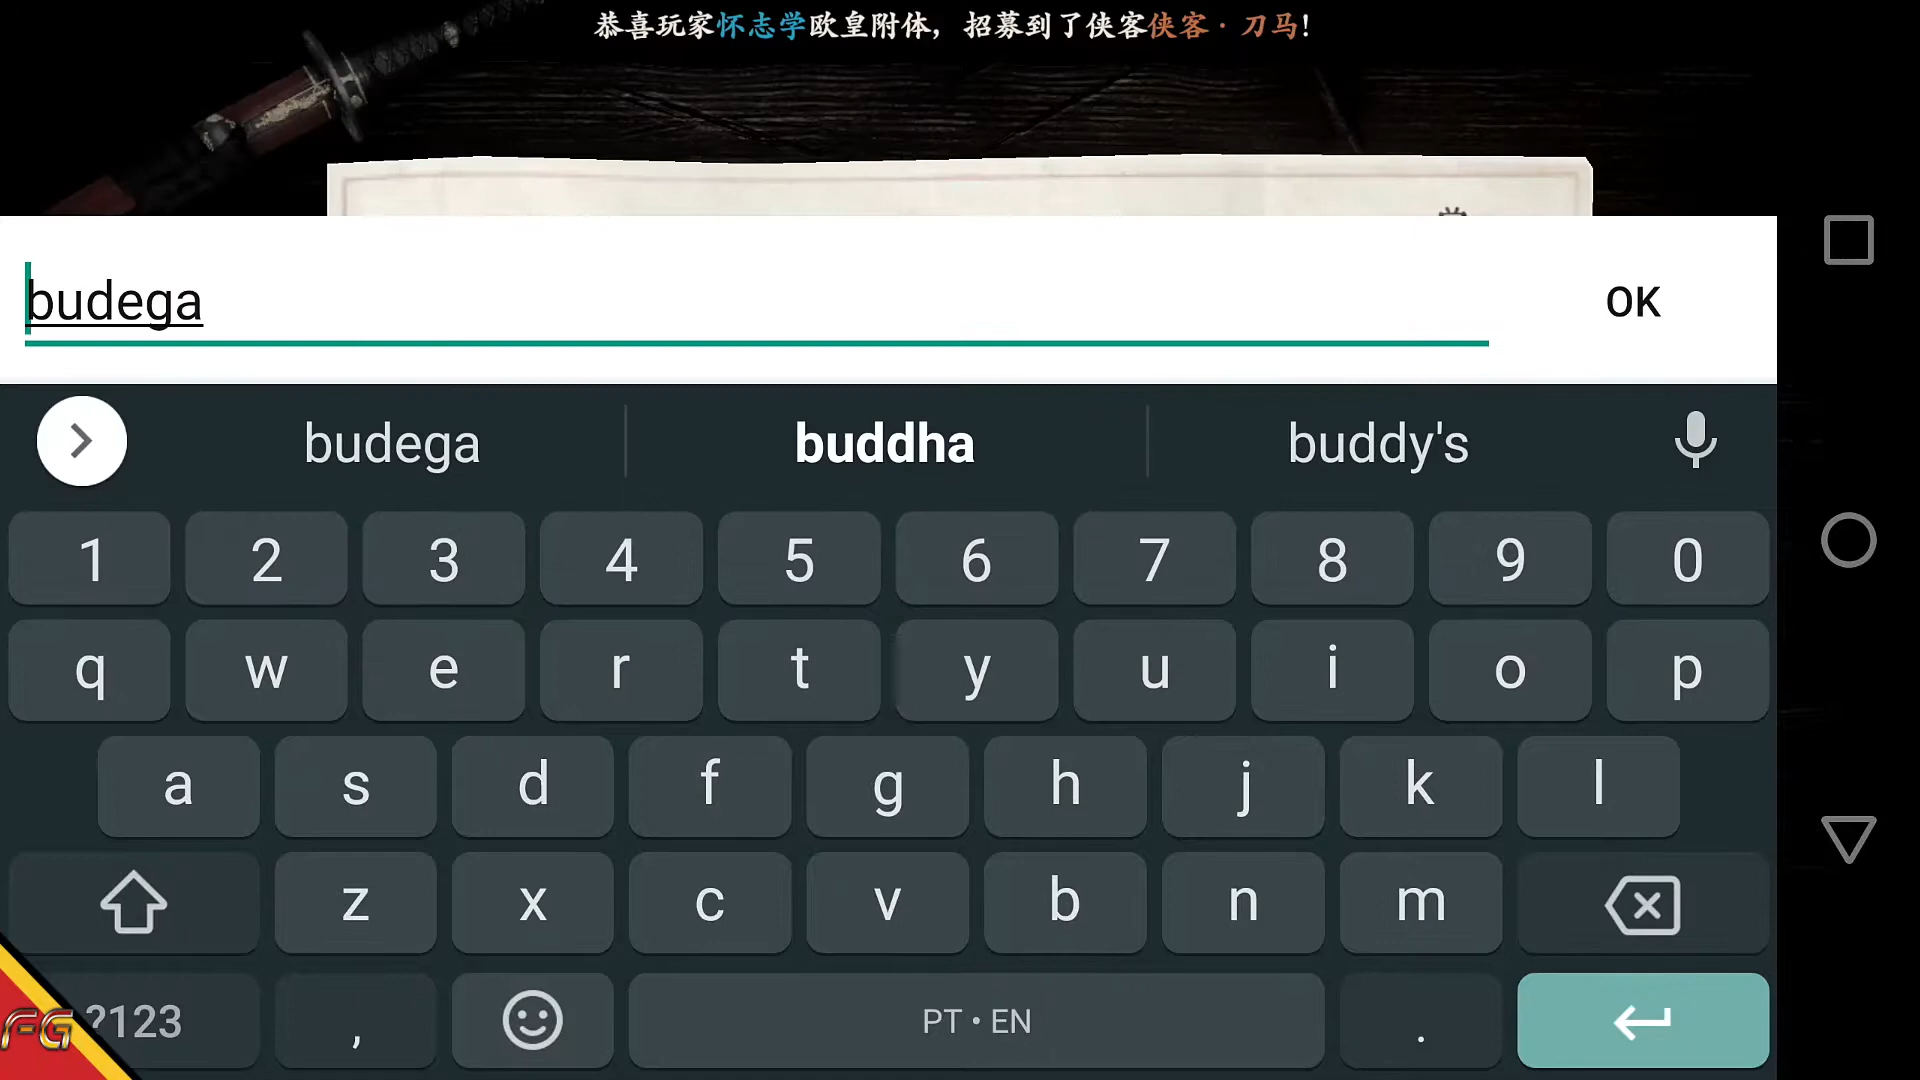 恭喜玩家怀志学欧皇附体，招募到了侠客侠客·刀马！
budega
OK
budega buddha buddy's
1 2 3 4 5 6 7 8 9 0
q w e r t y u i o p
a s d f g h j k l
z x c v b n m
?123 , PT • EN .
FG